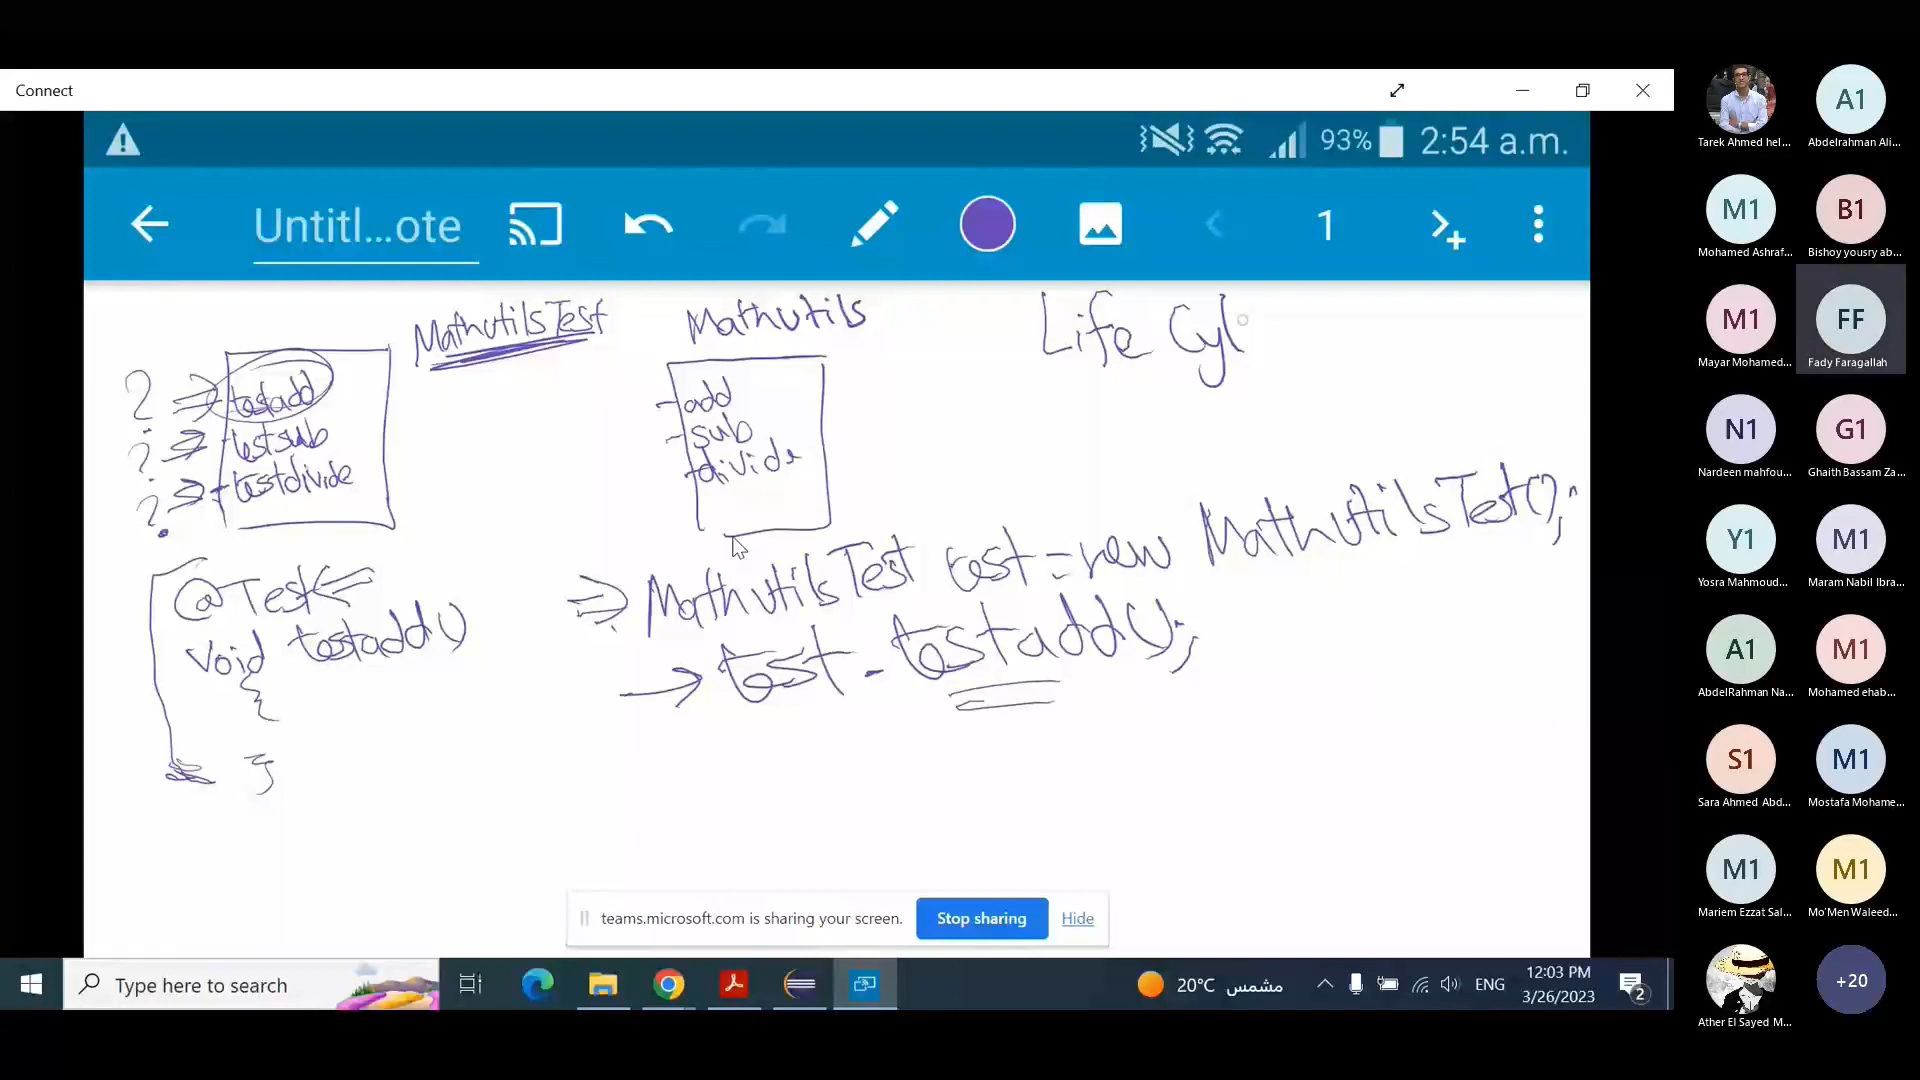 Connect
93% 2:54 a.m.
Untitl...ote 1
MathutilsTest Mathutils Life Cyl
? testadd
? testsub
? testdivide
-add
-sub
-divide
@Test
void testadd()
{
}
MathutilsTest test=new MathutilsTest();
test.testadd();
teams.microsoft.com is sharing your screen. Stop sharing Hide
Type here to search
20°C مشمس ENG 12:03 PM
3/26/2023
2
Tarek Ahmed hel...
A1
Abdelrahman Ali...
M1
Mohamed Ashraf...
B1
Bishoy yousry ab...
M1
Mayar Mohamed...
FF
Fady Faragallah
N1
Nardeen mahfou...
G1
Ghaith Bassam Za...
Y1
Yosra Mahmoud...
M1
Maram Nabil Ibra...
A1
AbdelRahman Na...
M1
Mohamed ehab...
S1
Sara Ahmed Abd...
M1
Mostafa Mohame...
M1
Mariem Ezzat Sal...
M1
Mo'Men Waleed...
Ather El Sayed M...
+20